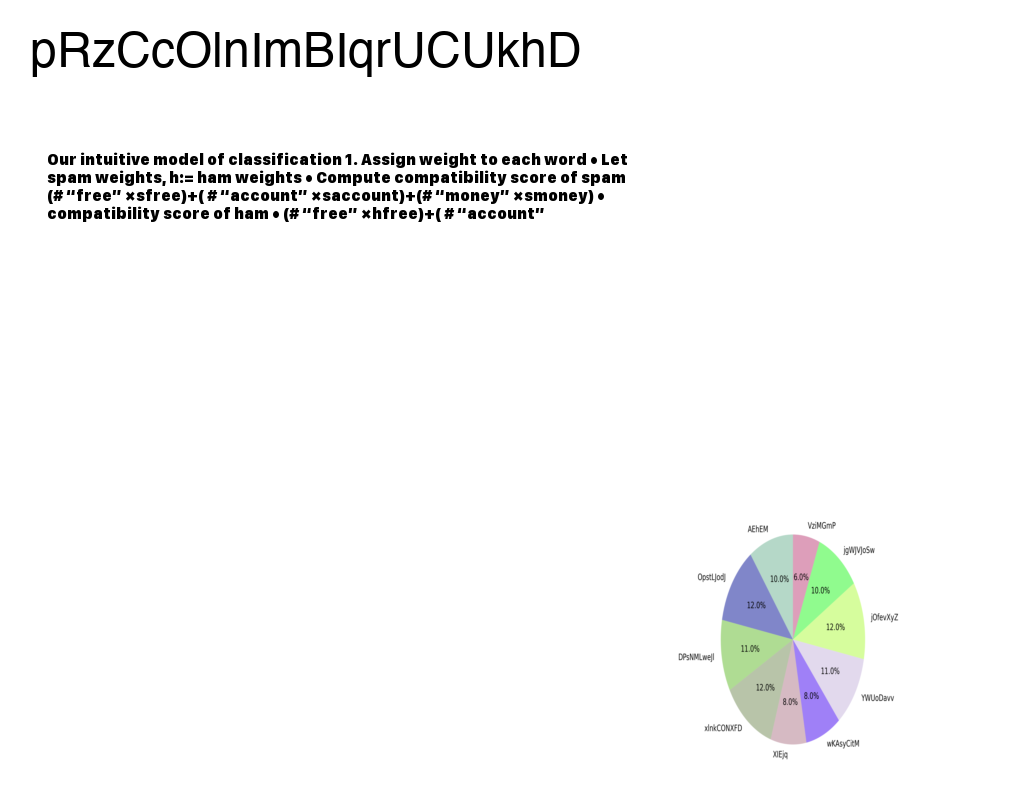 pRzCcOlnImBIqrUCUkhD
Our intuitive model of classification 1. Assign weight to each word • Let
spam weights, h:= ham weights • Compute compatibility score of spam
(# “free” ×sfree)+( # “account” ×saccount)+(# “money” ×smoney) •
compatibility score of ham • (# “free” ×hfree)+( # “account”
AEhEM
VziMGmP
jgWJVJoSw
OpstLJodJ
10.0%
6.0%
10.0%
12.0%
jOfevXyZ
12.0%
DPsNMLweJl
11.0%
11.0%
12.0%
8.0%
8.0%
YWUoDavv
xInkCONXFD
wKAsyCitM
XIEjq